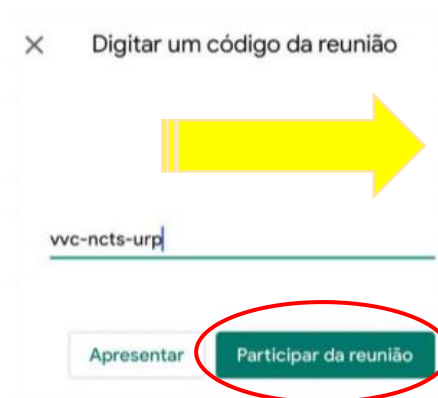 Digitar um código da reunião
vvc-ncts-urp
Apresentar
Participar da reunião